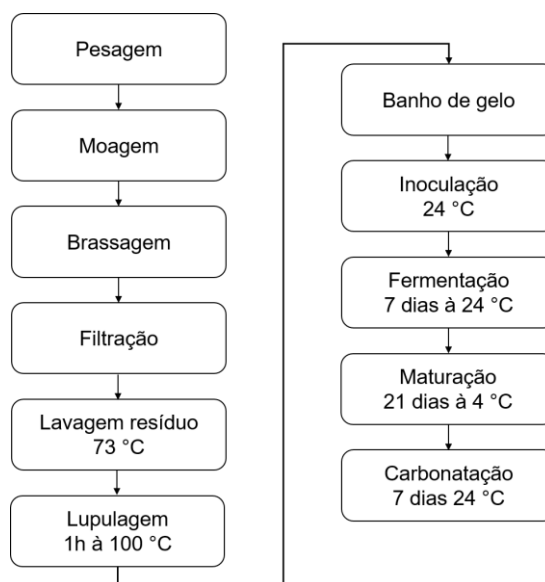 Pesagem
Moagem
Brassagem
Filtração
Lavagem resíduo
73 °C
Lupulagem
1h à 100 °C
Banho de gelo
Inoculação
24 °C
Fermentação
7 dias à 24 °C
Maturação
21 dias à 4 °C
Carbonatação
7 dias 24 °C